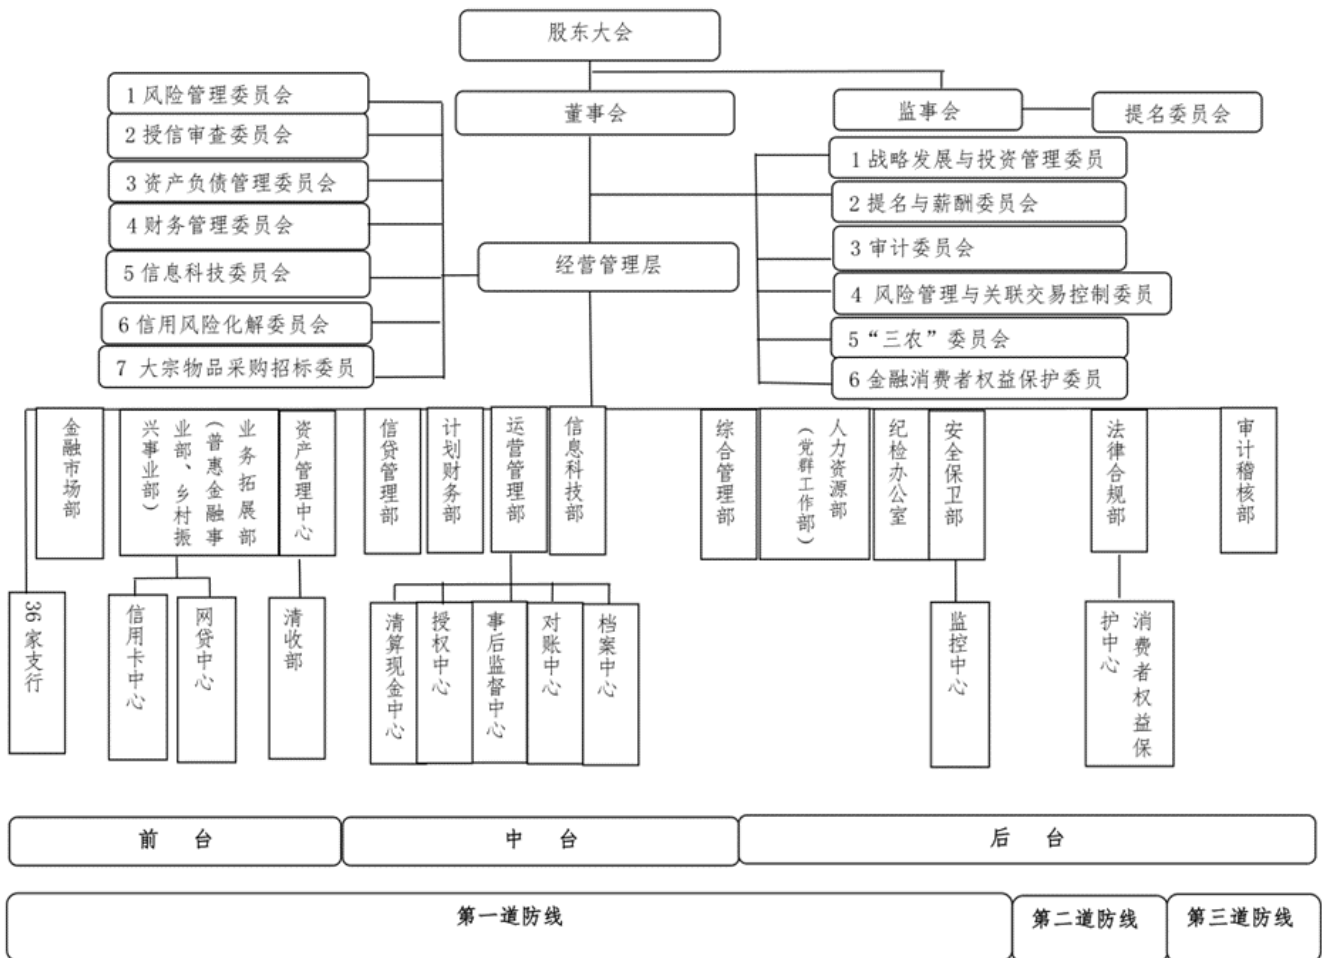 股东大会
董事会
监事会
提名委员会
1 风险管理委员会
2 授信审查委员会
3 资产负债管理委员会
4 财务管理委员会
5 信息科技委员会
6 信用风险化解委员会
7 大宗物品采购招标委员
经营管理层
1 战略发展与投资管理委员
2 提名与薪酬委员会
3 审计委员会
4 风险管理与关联交易控制委员
5 “三农” 委员会
6 金融消费者权益保护委员
金融市场部
业务拓展部
（普惠金融事
业部、乡村振
兴事业部）
资产管理中心
信贷管理部
计划财务部
运营管理部
信息科技部
综合管理部
人力资源部
（党群工作部）
纪检办公室
安全保卫部
法律合规部
审计稽核部
36 家支行
信用卡中心
网贷中心
清收部
清算现金中心
授权中心
事后监督中心
对账中心
档案中心
监控中心
消费者权益保
护中心
前 台
中 台
后 台
第一道防线
第二道防线
第三道防线